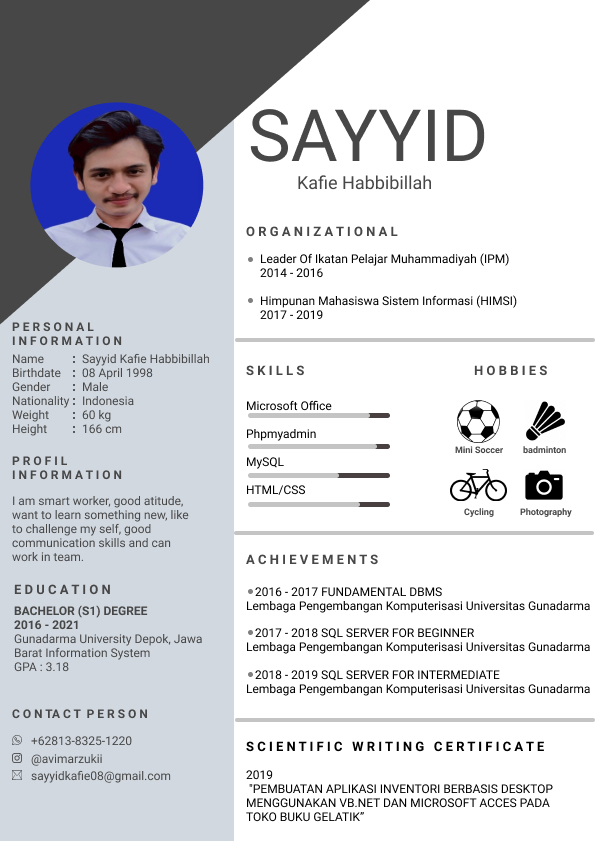 SAYYID
Kafie Habbibillah
PERSONAL
INFORMATION
Name : Sayyid Kafie Habbibillah
Birthdate : 08 April 1998
Gender : Male
Nationality : Indonesia
Weight : 60 kg
Height : 166 cm
PROFIL
INFORMATION
I am smart worker, good atitude,
want to learn something new, like
to challenge my self, good
communication skills and can
work in team.
EDUCATION
BACHELOR (S1) DEGREE
2016 - 2021
Gunadarma University Depok, Jawa
Barat Information System
GPA : 3.18
CONTACT PERSON
+62813-8325-1220
@avimarzukii
sayyidkafie08@gmail.com
ORGANIZATIONAL
Leader Of Ikatan Pelajar Muhammadiyah (IPM)
2014 - 2016
Himpunan Mahasiswa Sistem Informasi (HIMSI)
2017 - 2019
SKILLS
Microsoft Office
Phpmyadmin
MySQL
HTML/CSS
HOBBIES
Mini Soccer badminton
Cycling Photography
ACHIEVEMENTS
2016 - 2017 FUNDAMENTAL DBMS
Lembaga Pengembangan Komputerisasi Universitas Gunadarma
2017 - 2018 SQL SERVER FOR BEGINNER
Lembaga Pengembangan Komputerisasi Universitas Gunadarma
2018 - 2019 SQL SERVER FOR INTERMEDIATE
Lembaga Pengembangan Komputerisasi Universitas Gunadarma
SCIENTIFIC WRITING CERTIFICATE
2019
"PEMBUATAN APLIKASI INVENTORI BERBASIS DESKTOP
MENGGUNAKAN VB.NET DAN MICROSOFT ACCES PADA
TOKO BUKU GELATIK”